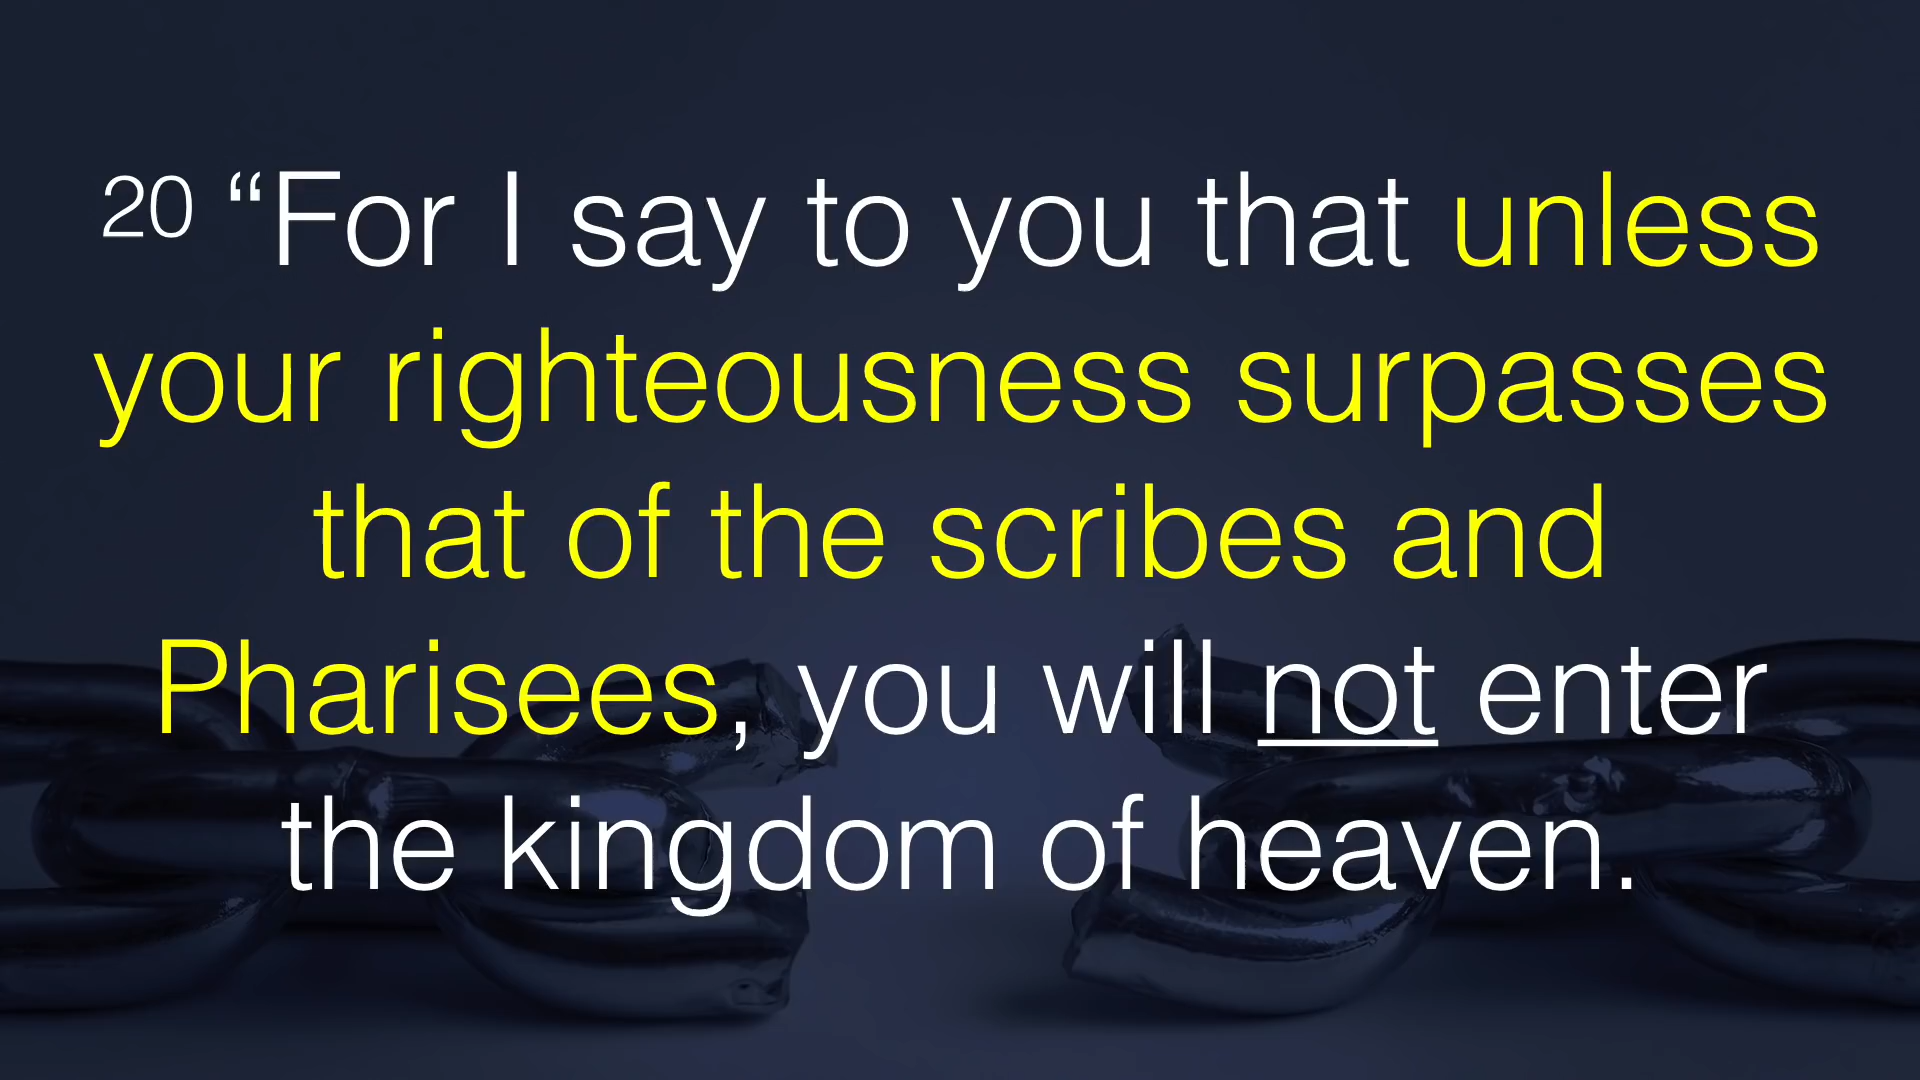 20 “For I say to you that unless
your righteousness surpasses
that of the scribes and
Pharisees, you will not enter
the kingdom of heaven.